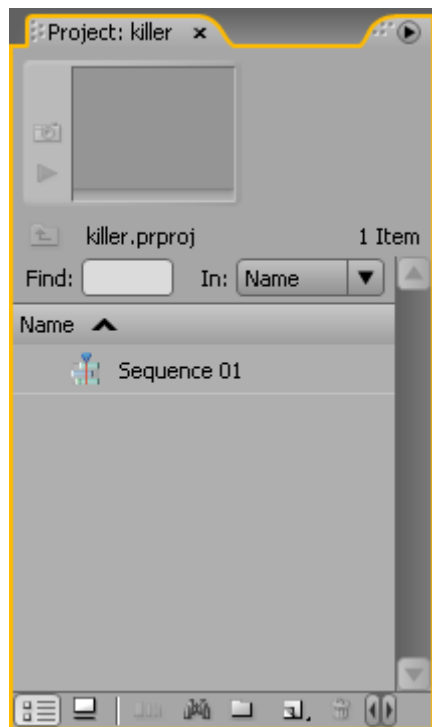 Project: killer x
killer.prproj 1 Item
Find: In: Name
Name
Sequence 01